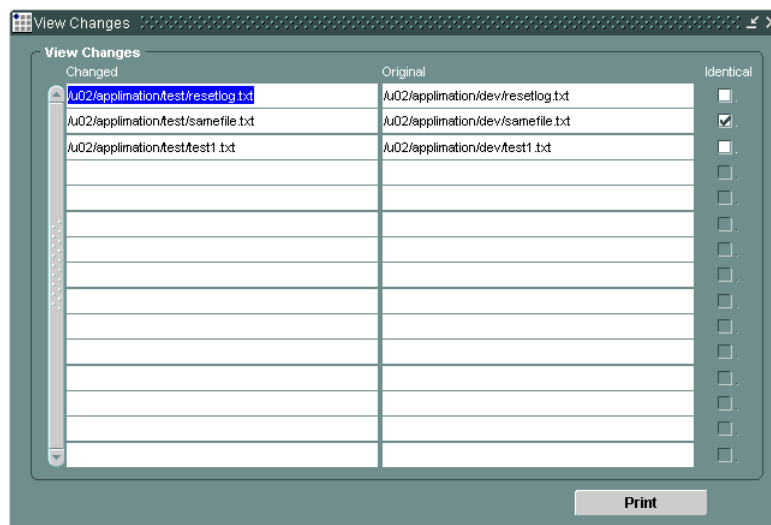 View Changes
View Changes
Changed Original Identical
/u02/applimation/test/resetlog.txt /u02/applimation/dev/resetlog.txt
/u02/applimation/test/samefile.txt /u02/applimation/dev/samefile.txt
/u02/applimation/test/test1.txt /u02/applimation/dev/test1.txt
Print